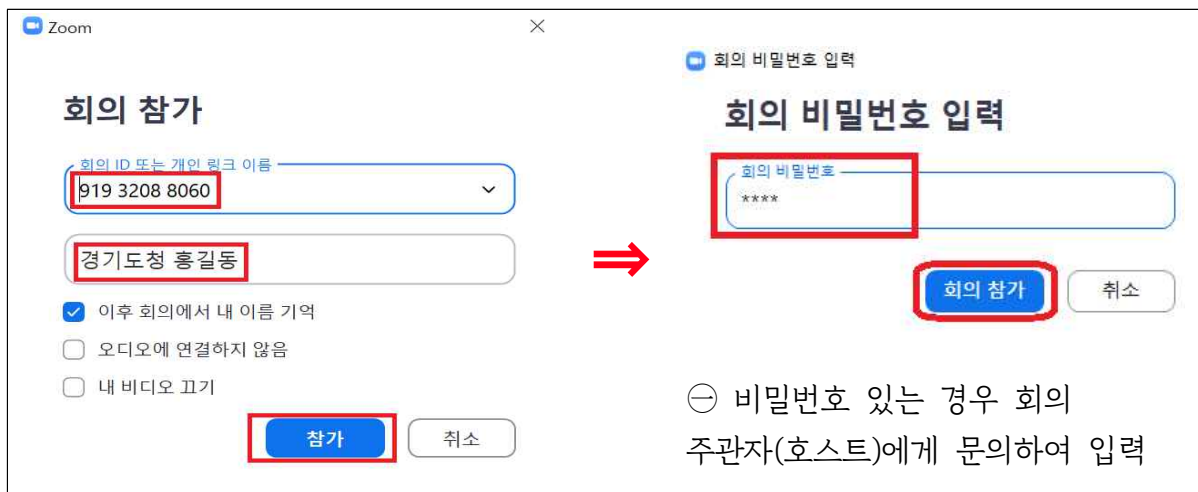 Zoom
회의 참가
회의 ID 또는 개인 링크 이름
919 3208 8060
경기도청 홍길동
이후 회의에서 내 이름 기억
오디오에 연결하지 않음
내 비디오 끄기
참가
취소
⇒
회의 비밀번호 입력
회의 비밀번호 입력
회의 비밀번호
****
회의 참가
취소
㊀ 비밀번호 있는 경우 회의
주관자(호스트)에게 문의하여 입력